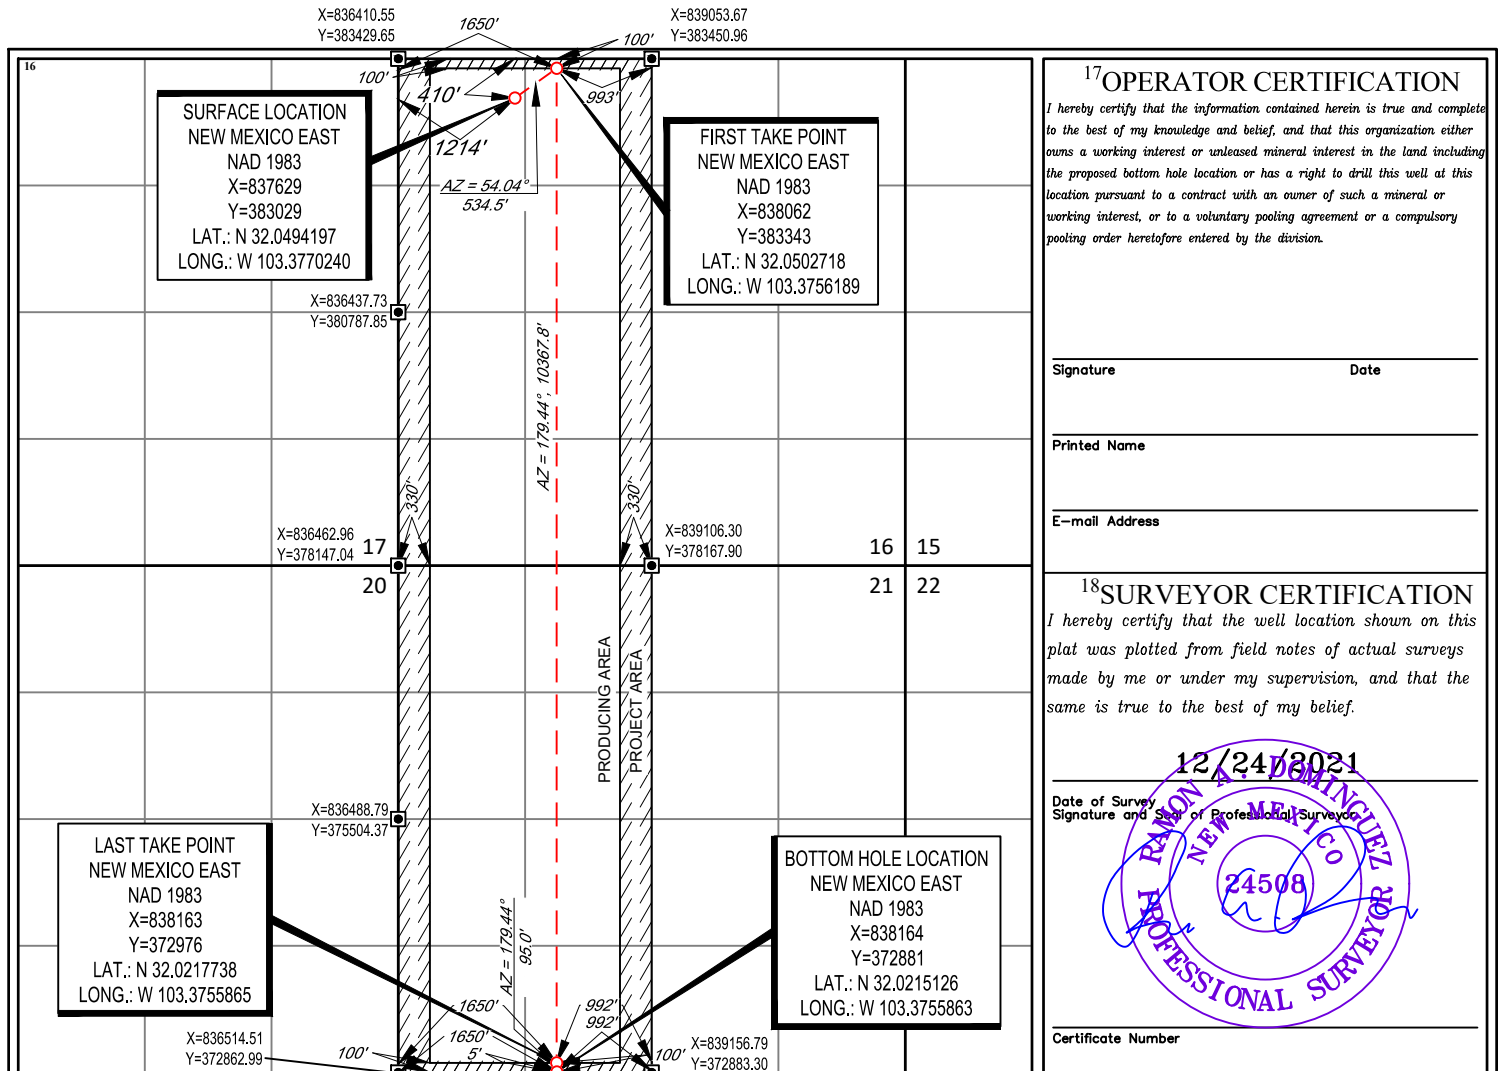 X=836410.55
Y=383429.65
1650'
100'
X=839053.67
Y=383450.96
16
100'
410'
993'
1214'
SURFACE LOCATION
NEW MEXICO EAST
NAD 1983
X=837629
Y=383029
LAT.: N 32.0494197
LONG.: W 103.3770240
AZ = 54.04°
534.5'
FIRST TAKE POINT
NEW MEXICO EAST
NAD 1983
X=838062
Y=383343
LAT.: N 32.0502718
LONG.: W 103.3756189
X=836437.73
Y=380787.85
AZ = 179.44°, 10367.8'
330'
330'
X=836462.96
Y=378147.04
17
20
X=839106.30
Y=378167.90
16
15
21
22
PRODUCING AREA
PROJECT AREA
X=836488.79
Y=375504.37
LAST TAKE POINT
NEW MEXICO EAST
NAD 1983
X=838163
Y=372976
LAT.: N 32.0217738
LONG.: W 103.3755865
AZ = 179.44°
95.0'
BOTTOM HOLE LOCATION
NEW MEXICO EAST
NAD 1983
X=838164
Y=372881
LAT.: N 32.0215126
LONG.: W 103.3755863
1650'
992'
992'
1650'
5'
100'
100'
X=836514.51
Y=372862.99
X=839156.79
Y=372883.30
17 OPERATOR CERTIFICATION
I hereby certify that the information contained herein is true and complete
to the best of my knowledge and belief, and that this organization either
owns a working interest or unleased mineral interest in the land including
the proposed bottom hole location or has a right to drill this well at this
location pursuant to a contract with an owner of such a mineral or
working interest, or to a voluntary pooling agreement or a compulsory
pooling order heretofore entered by the division.
Signature Date
Printed Name
E-mail Address
18 SURVEYOR CERTIFICATION
I hereby certify that the well location shown on this
plat was plotted from field notes of actual surveys
made by me or under my supervision, and that the
same is true to the best of my belief.
12/24/2021
Date of Survey
Signature and Seal of Professional Surveyor
RAMON A. DOMINGUEZ
NEW MEXICO
24508
PROFESSIONAL SURVEYOR
Certificate Number